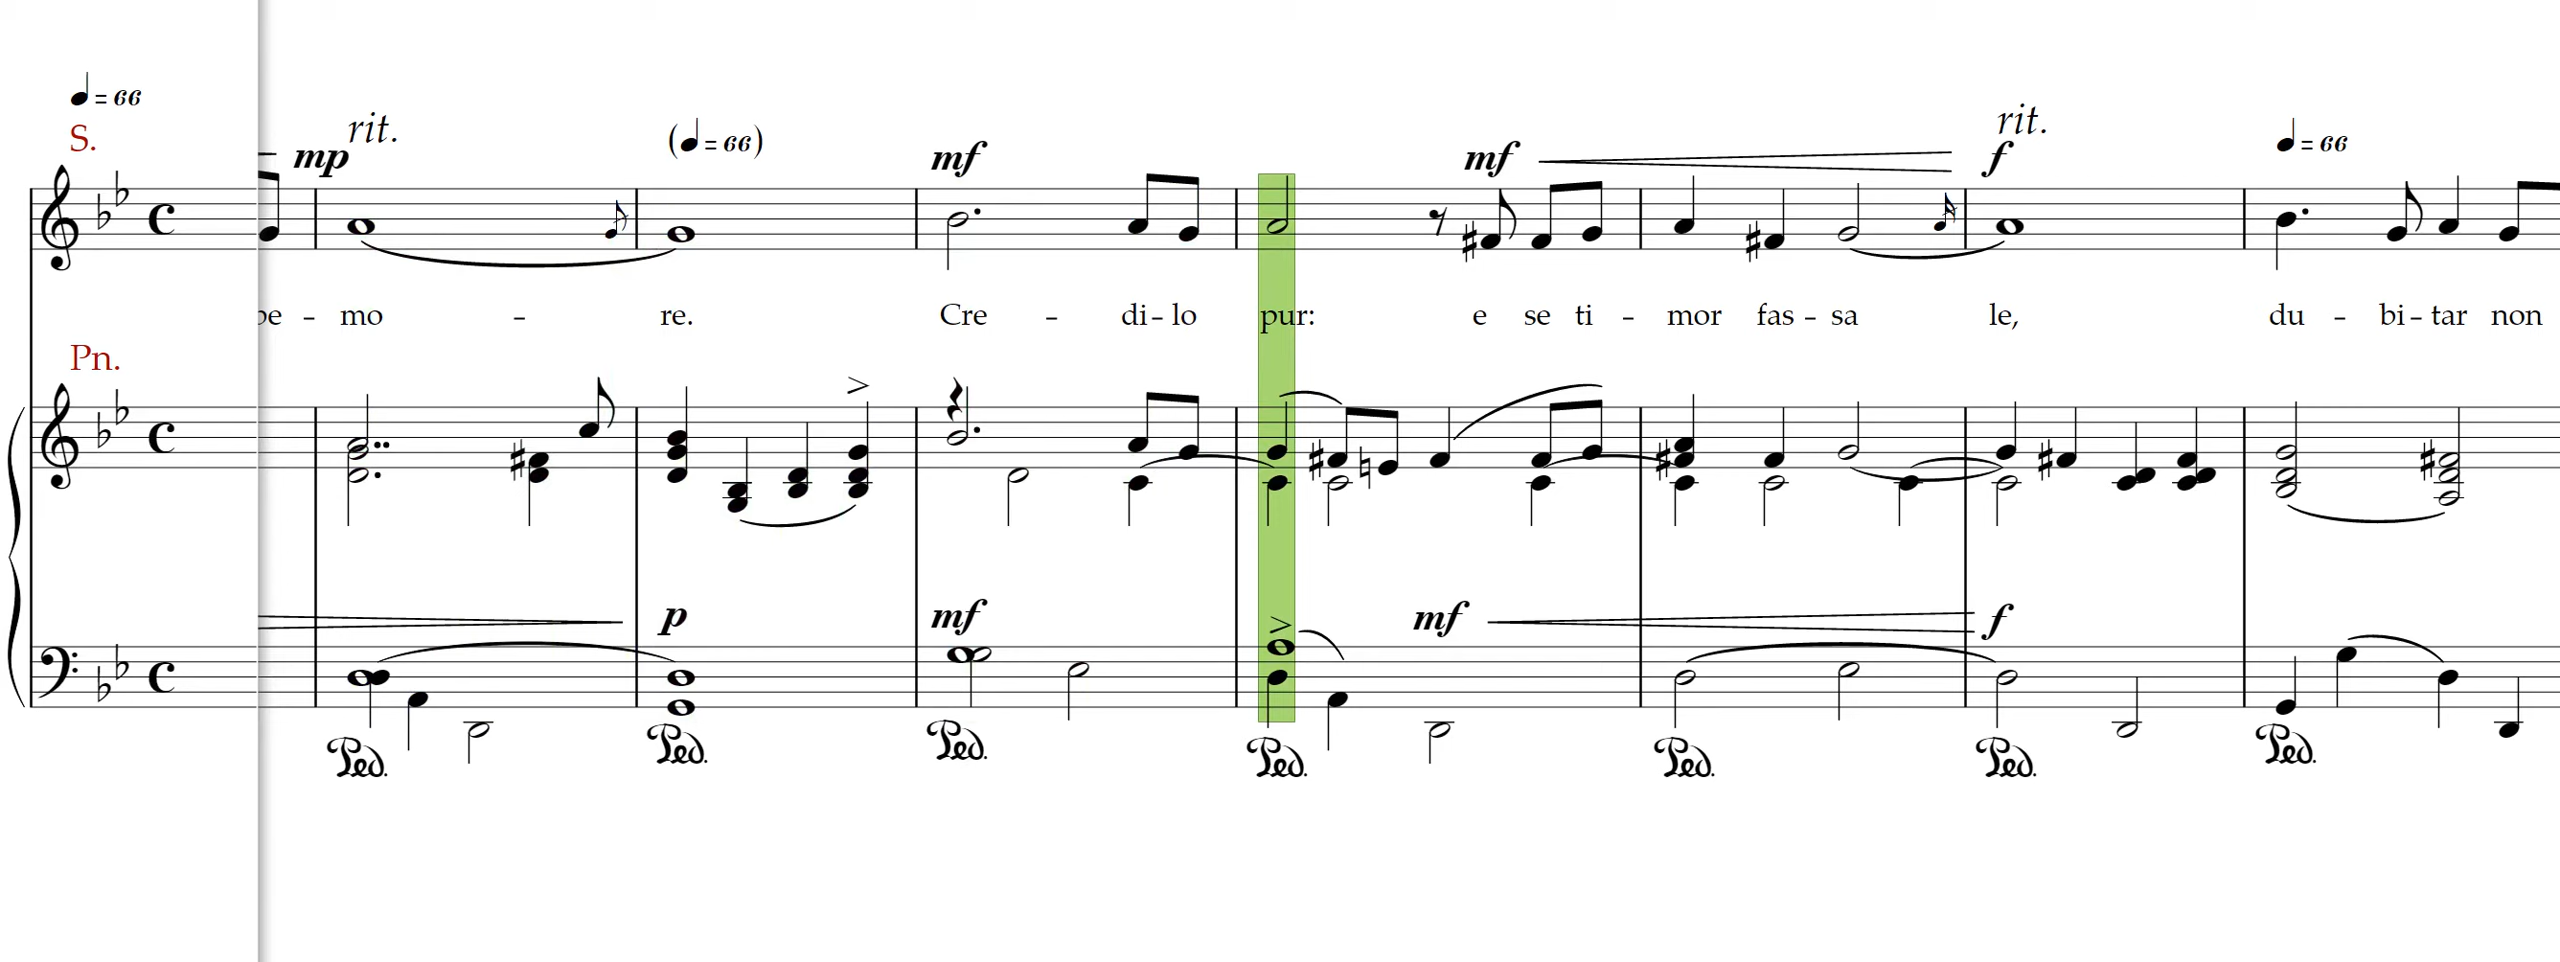 = 66
S.
mp rit. (= 66) mf mf f rit. = 66
be – mo – re. Cre – di – lo pur: e se ti – mor fas – sa le, du – bi – tar non
Pn.
p mf mf f
Ped. Ped. Ped. Ped. Ped. Ped. Ped.